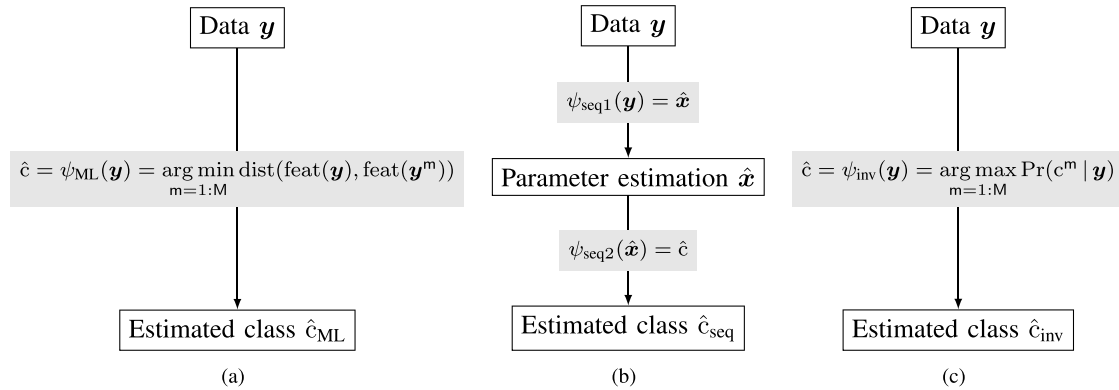 Data y
ĉ = ψ_ML(y) = arg min dist(feat(y), feat(y^m))
m=1:M
Estimated class ĉ_ML
(a)
Data y
ψ_seq1(y) = x̂
Parameter estimation x̂
ψ_seq2(x̂) = ĉ
Estimated class ĉ_seq
(b)
Data y
ĉ = ψ_inv(y) = arg max Pr(c^m | y)
m=1:M
Estimated class ĉ_inv
(c)